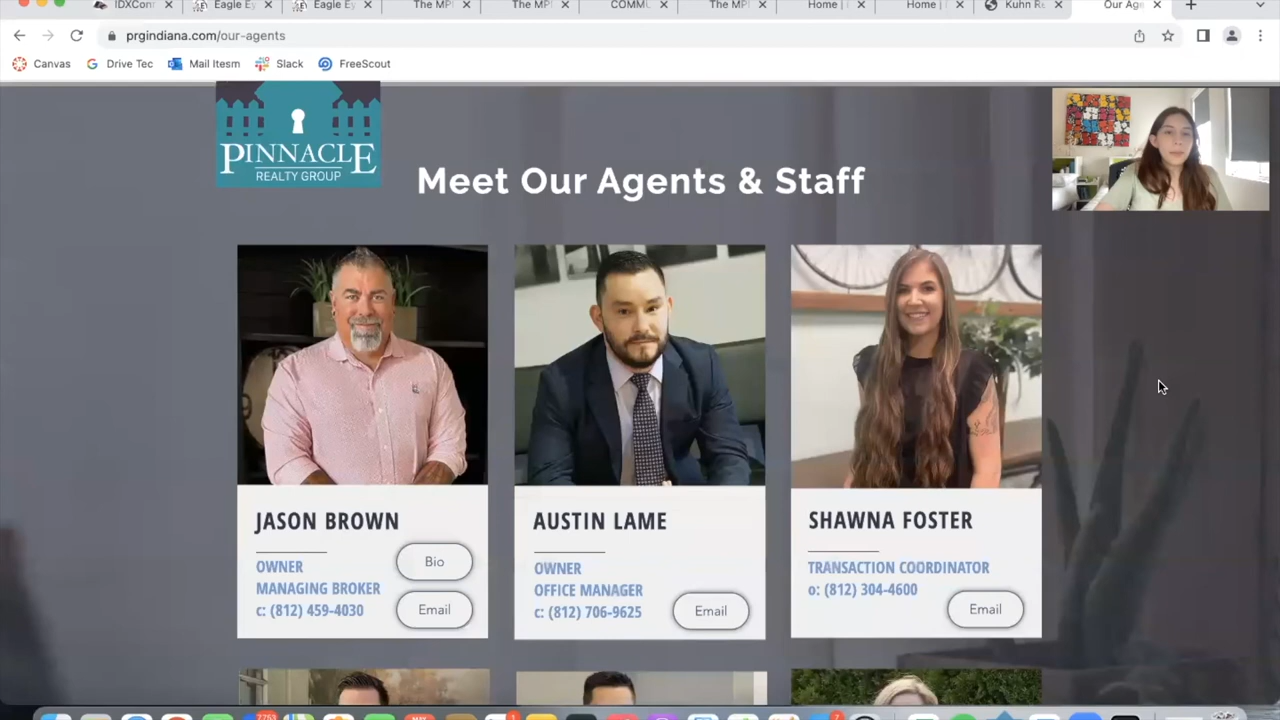 IDXCon
Eagle Ey
Eagle Ey
The MP
The MP
COMMU
The MP
Home |
Home |
Kuhn Re
Our Age
prgindiana.com/our-agents
Canvas
Drive Tec
Mail Itesm
Slack
FreeScout
PINNACLE
REALTY GROUP
Meet Our Agents & Staff
JASON BROWN
OWNER
MANAGING BROKER
c: (812) 459-4030
Bio
Email
AUSTIN LAME
OWNER
OFFICE MANAGER
c: (812) 706-9625
Email
SHAWNA FOSTER
TRANSACTION COORDINATOR
o: (812) 304-4600
Email